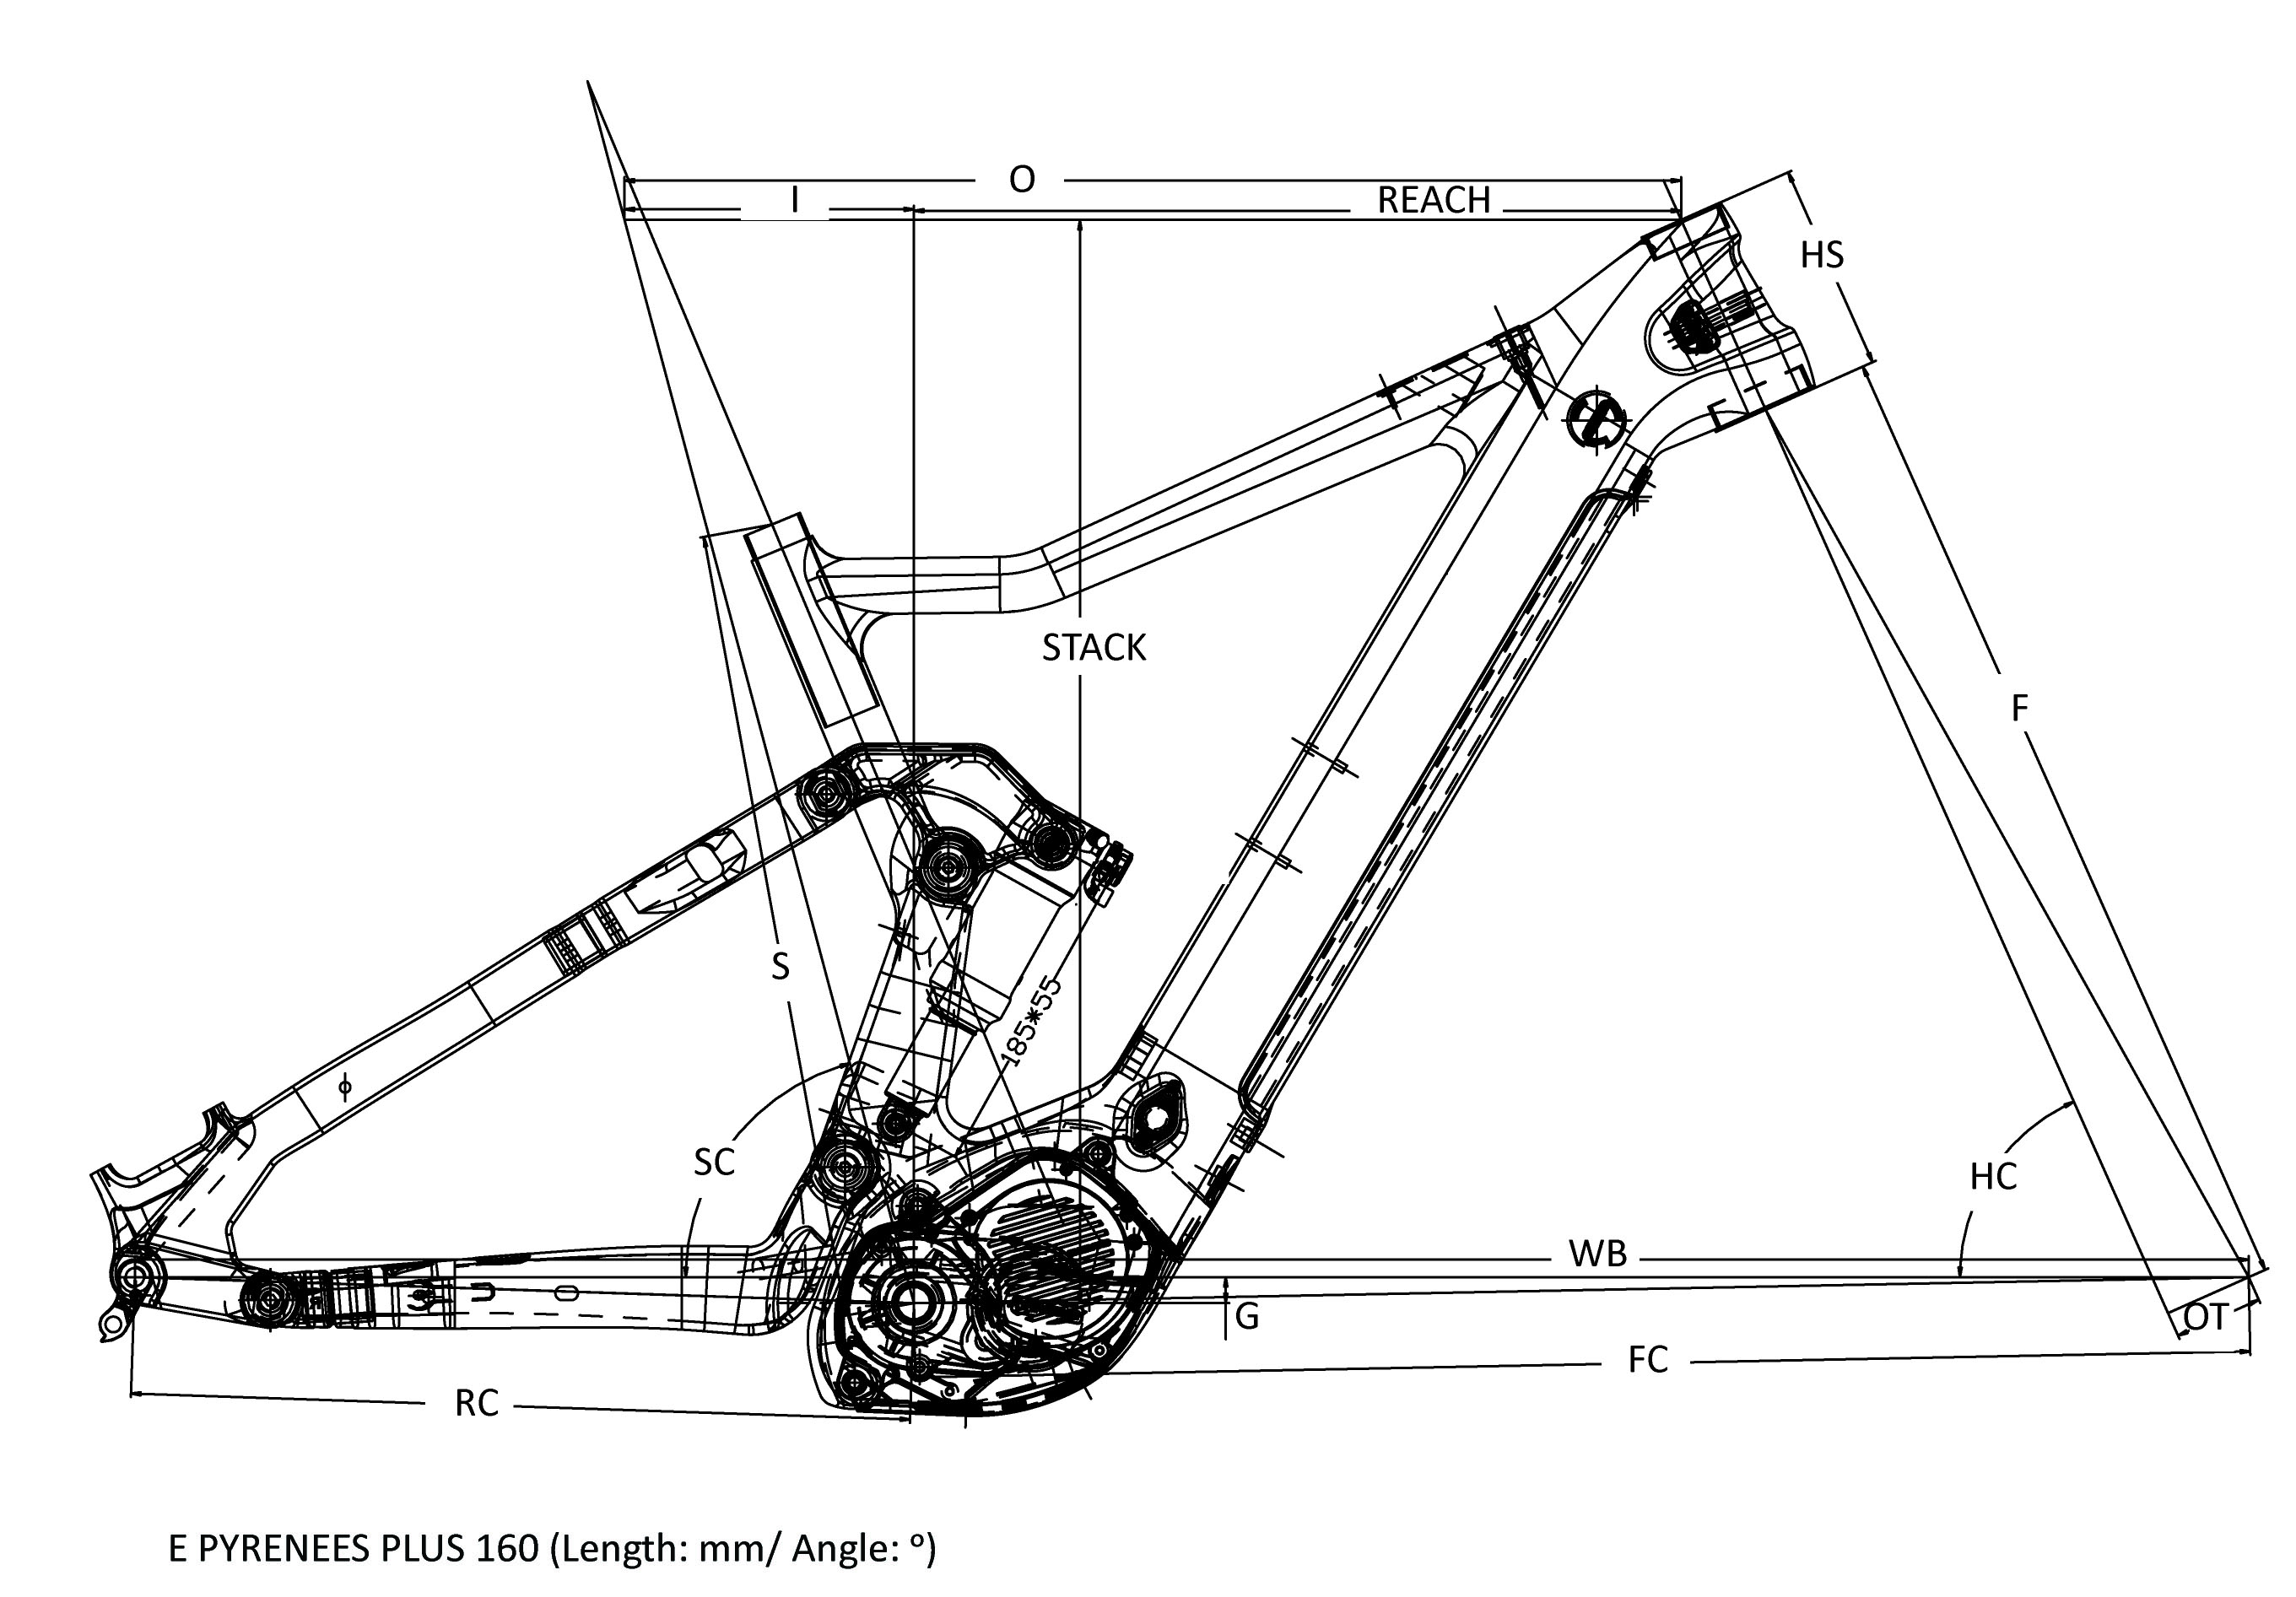 O
I
REACH
HS
STACK
F
S
185*55
SC
HC
WB
G
OT
FC
RC
E PYRENEES PLUS 160 (Length: mm/ Angle: º)